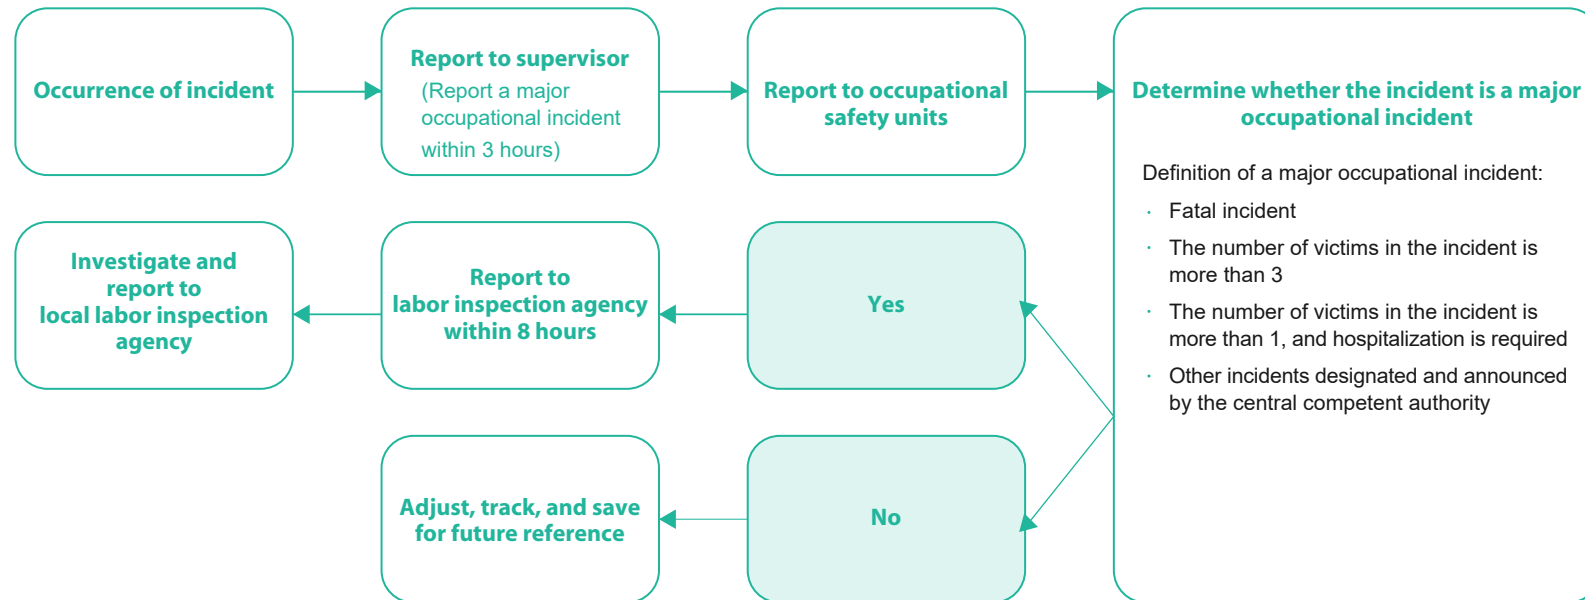 Occurrence of incident
Report to supervisor
(Report a major
occupational incident
within 3 hours)
Report to occupational
safety units
Determine whether the incident is a major
occupational incident
Definition of a major occupational incident:
· Fatal incident
· The number of victims in the incident is
more than 3
· The number of victims in the incident is
more than 1, and hospitalization is required
· Other incidents designated and announced
by the central competent authority
Investigate and
report to
local labor inspection
agency
Report to
labor inspection agency
within 8 hours
Yes
Adjust, track, and save
for future reference
No